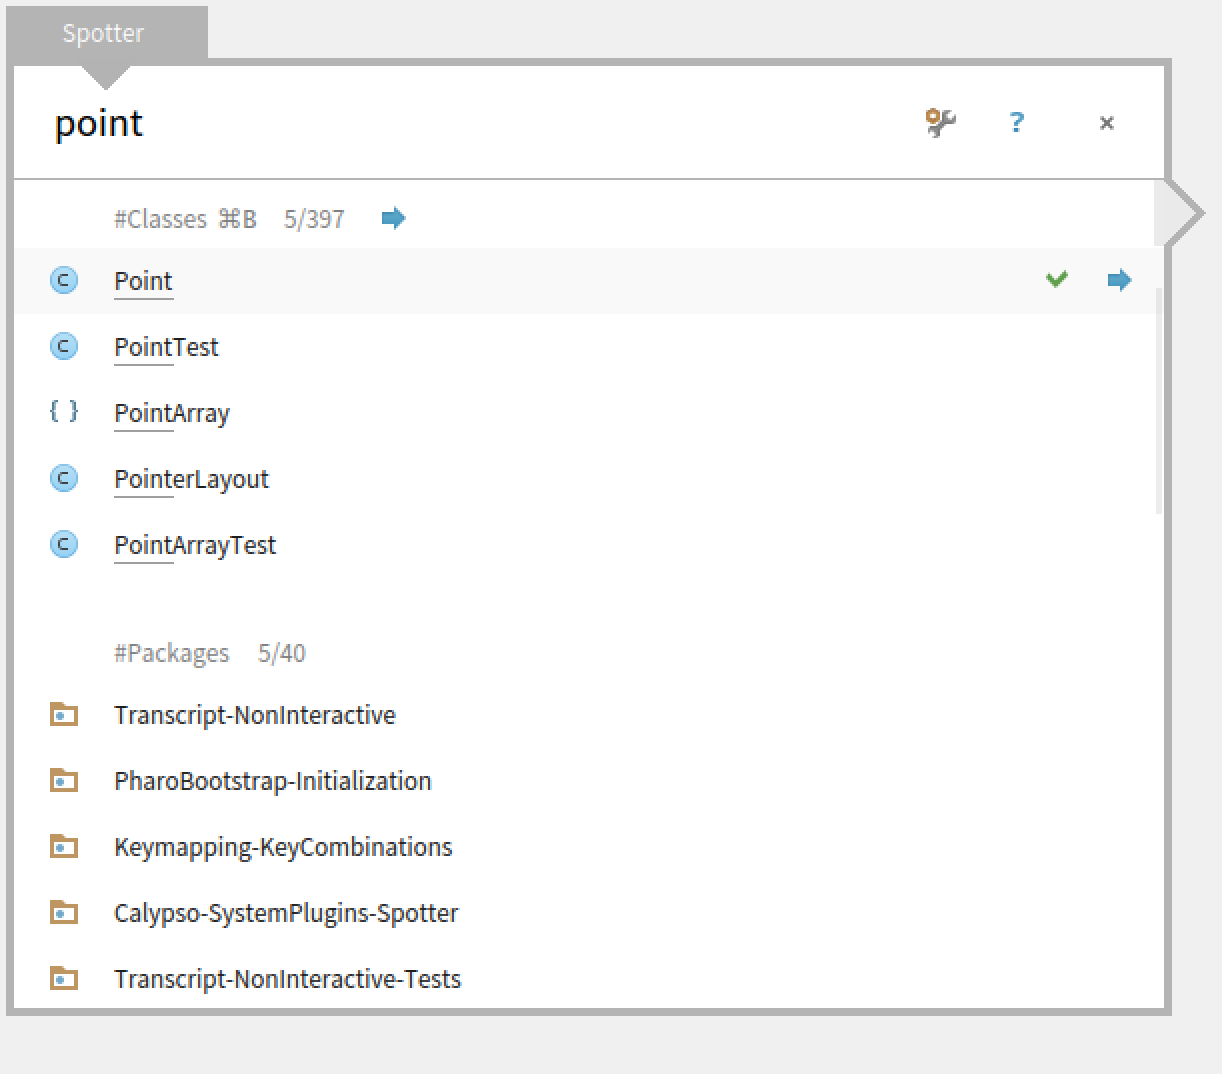 Spotter
point
?
#Classes ⌘B 5/397
C Point
C PointTest
{ } PointArray
C PointerLayout
C PointArrayTest
#Packages 5/40
Transcript-NonInteractive
PharoBootstrap-Initialization
Keymapping-KeyCombinations
Calypso-SystemPlugins-Spotter
Transcript-NonInteractive-Tests